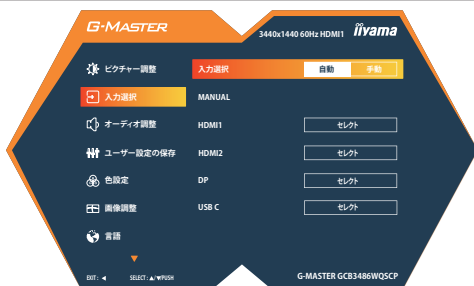 G-MASTER
3440x1440 60Hz HDMI1 iiyama
ピクチャー調整
入力選択 自動 手動
入力選択
MANUAL
オーディオ調整
HDMI1 セレクト
ユーザー設定の保存
HDMI2 セレクト
色設定
DP セレクト
画像調整
USB C セレクト
言語
EXIT : ◀ SELECT : ▲/▼/PUSH G-MASTER GCB3486WQSCP